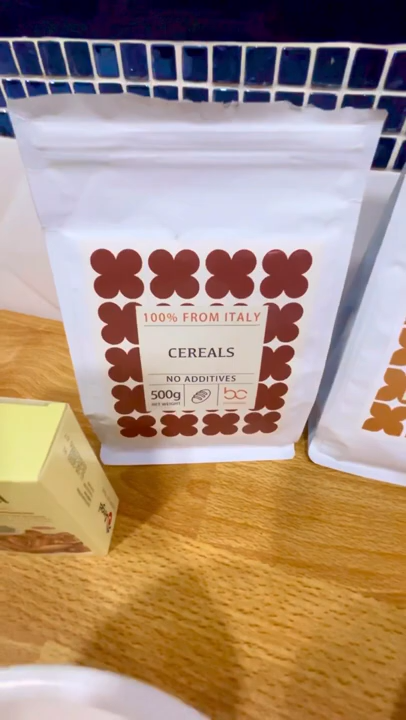 100% FROM ITALY
CEREALS
NO ADDITIVES
500g
NET WEIGHT
bc
A